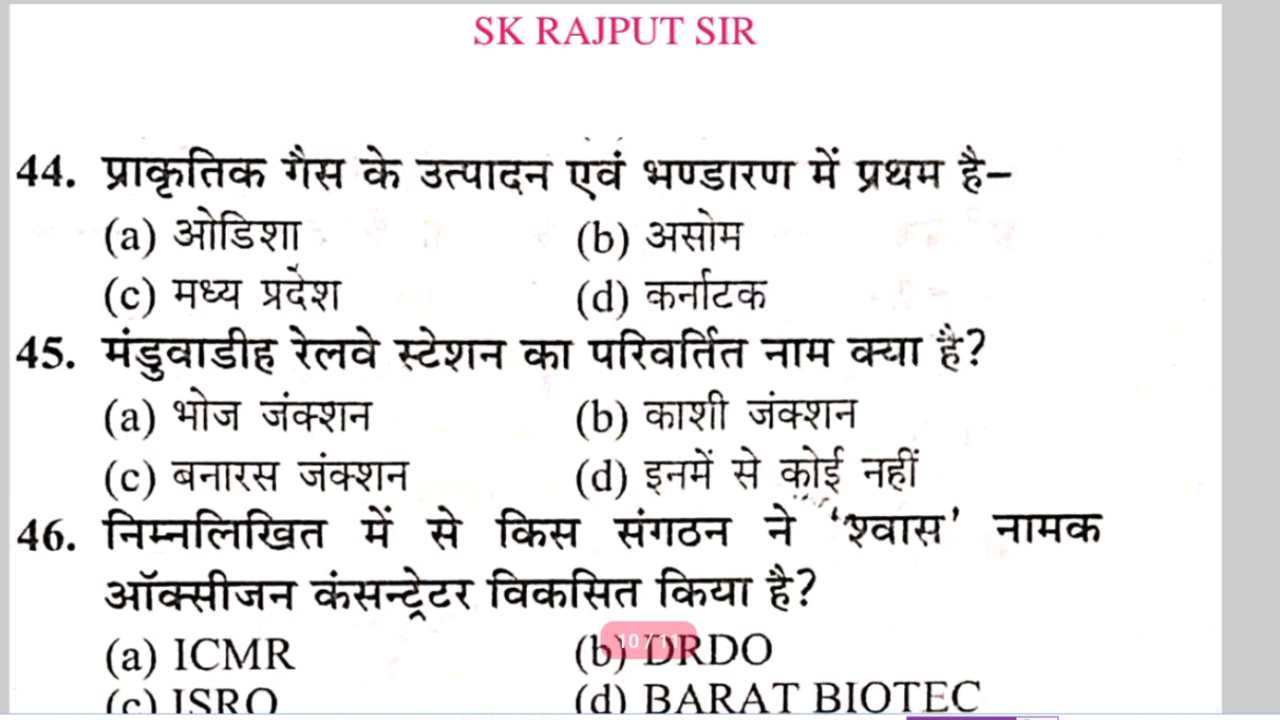 SK RAJPUT SIR
44. प्राकृतिक गैस के उत्पादन एवं भण्डारण में प्रथम है–
(a) ओडिशा (b) असोम
(c) मध्य प्रदेश (d) कर्नाटक
45. मंडुवाडीह रेलवे स्टेशन का परिवर्तित नाम क्या है?
(a) भोज जंक्शन (b) काशी जंक्शन
(c) बनारस जंक्शन (d) इनमें से कोई नहीं
46. निम्नलिखित में से किस संगठन ने 'श्वास' नामक
ऑक्सीजन कंसन्ट्रेटर विकसित किया है?
(a) ICMR (b) DRDO
10 / 11
(c) ISRO (d) BARAT BIOTEC